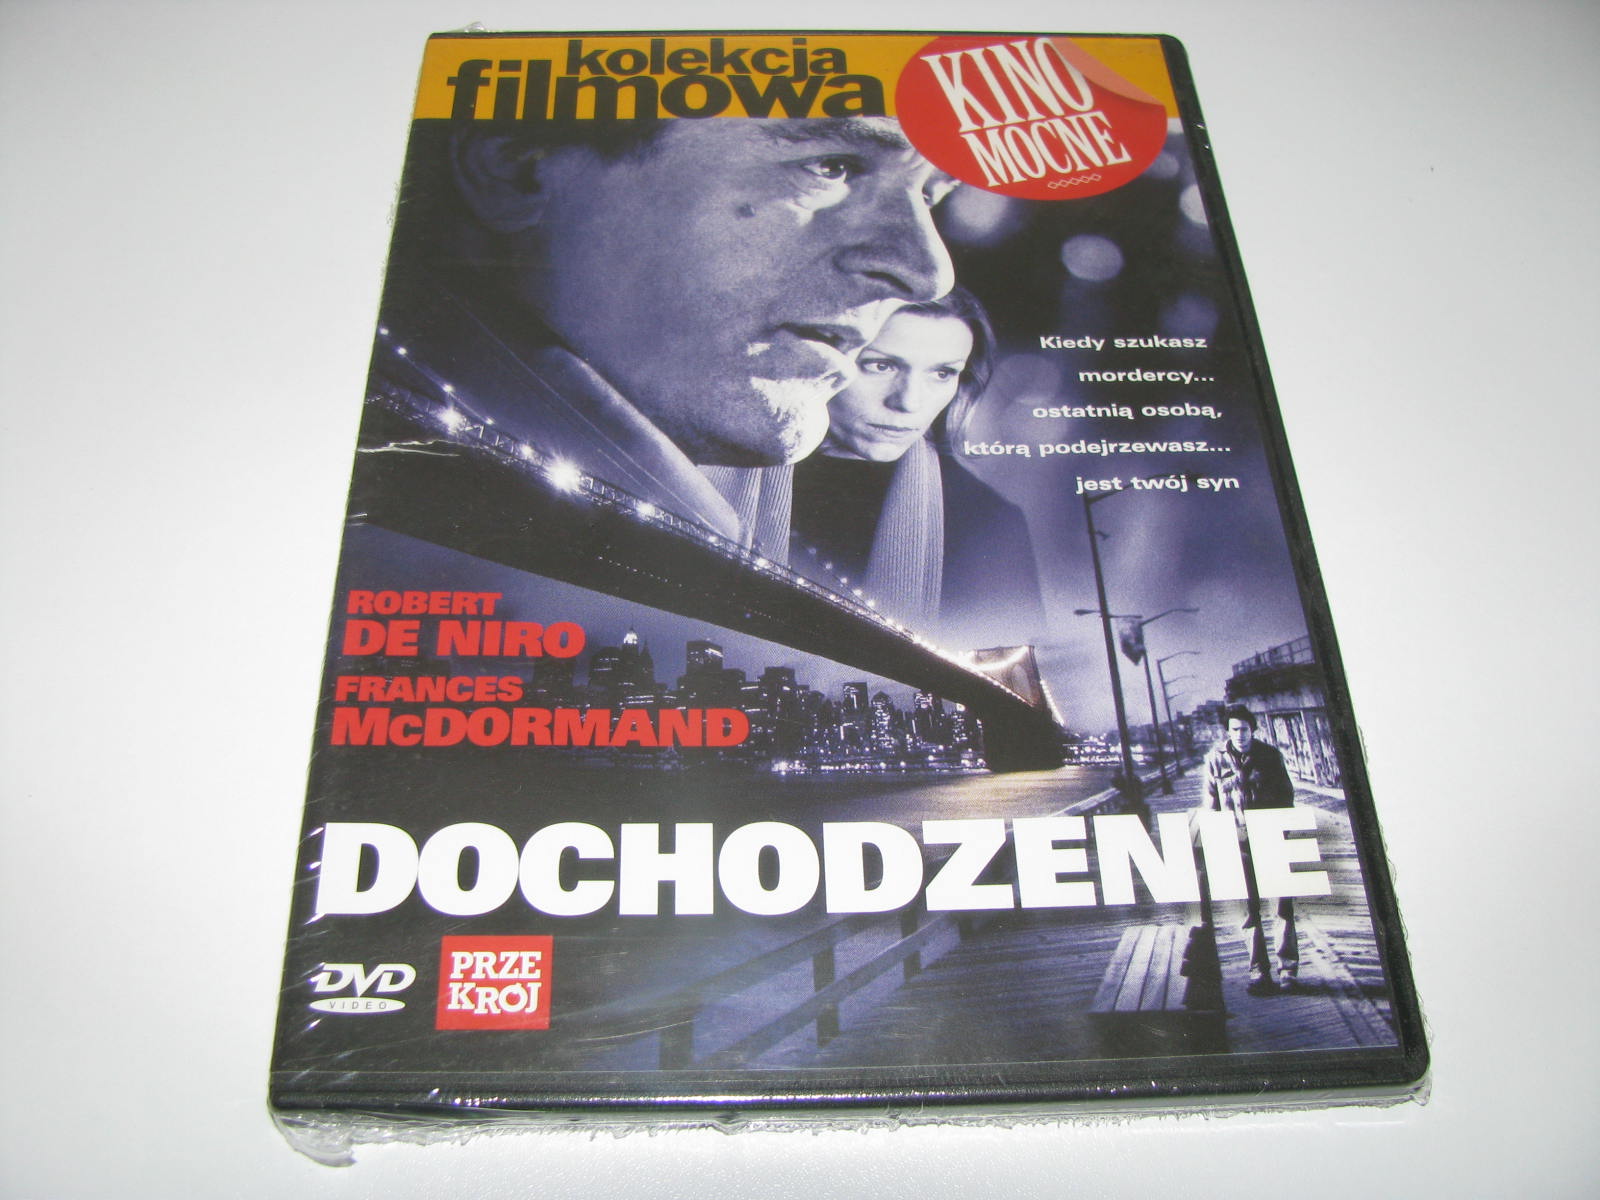 kolekcja
filmowa
KINO
MOCNE
Kiedy szukasz
mordercy...
ostatnią osobą,
którą podejrzewasz...
jest twój syn
ROBERT
DE NIRO
FRANCES
McDORMAND
DOCHODZENIE
DVD
VIDEO
PRZE
KRÓJ